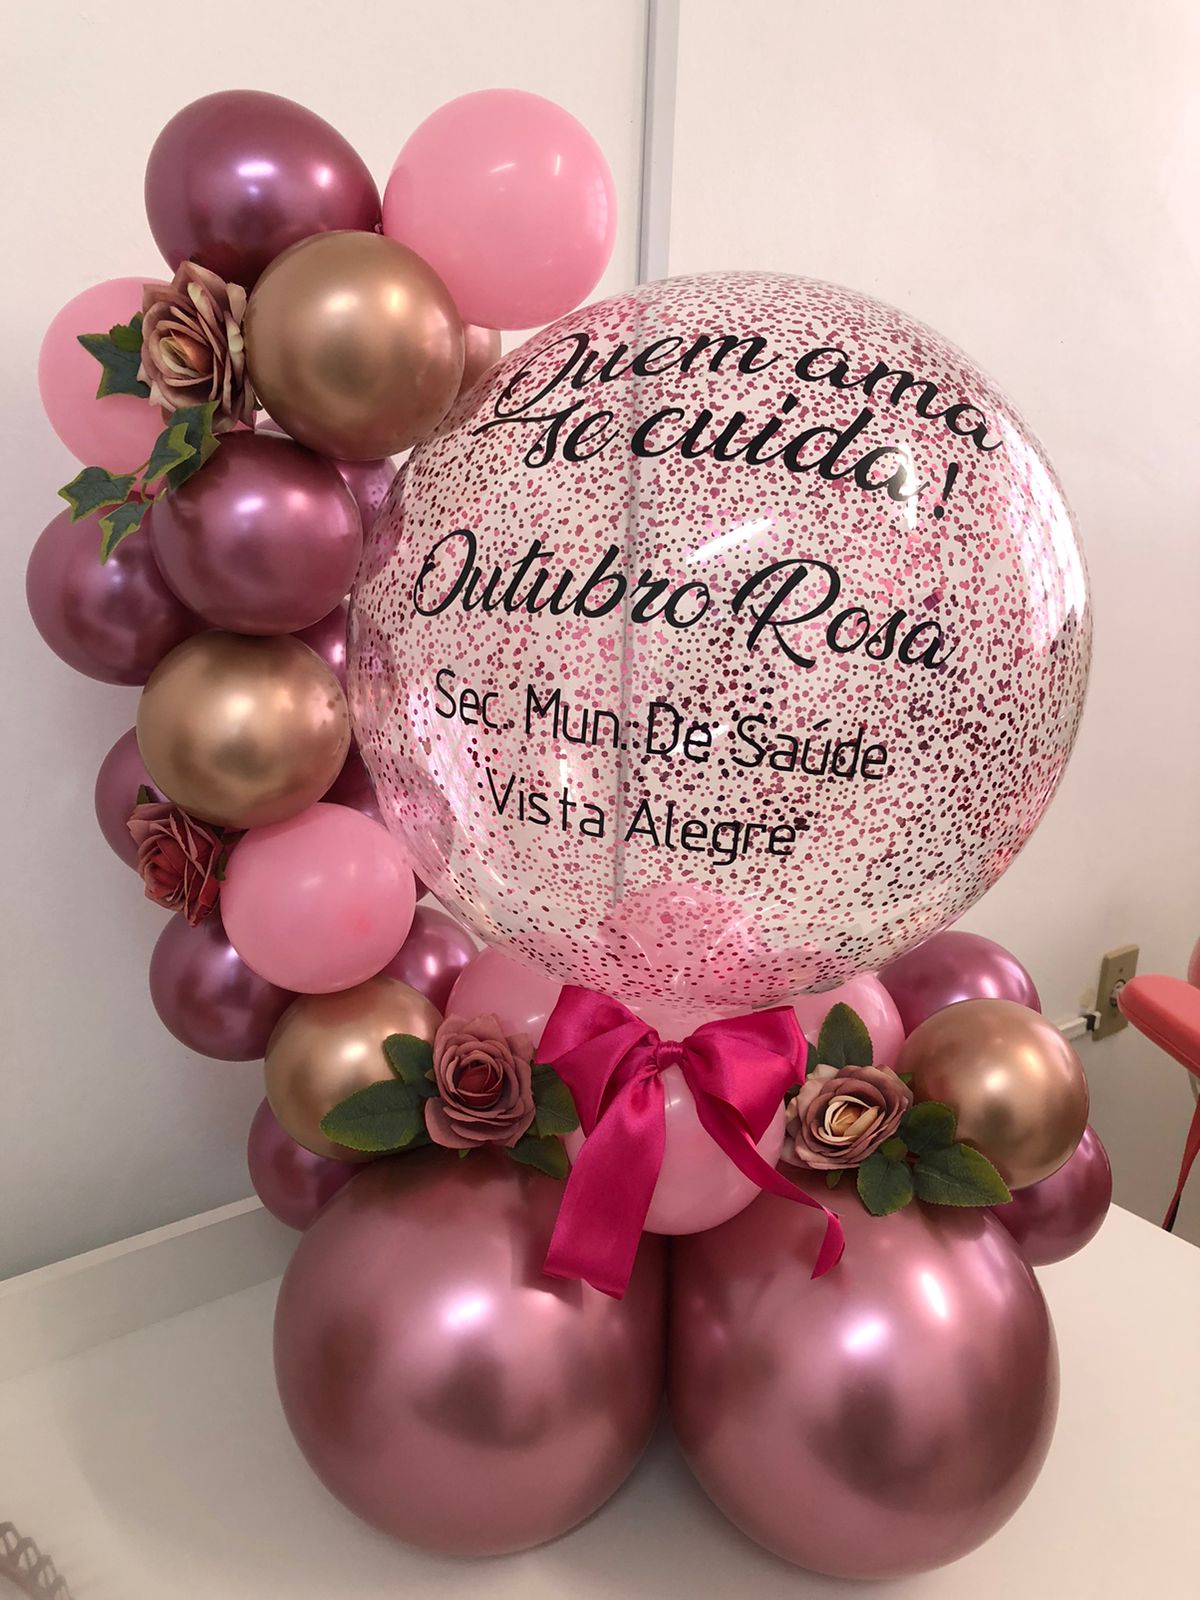 Quem ama
se cuida!
Outubro Rosa
Sec. Mun. De Saúde
Vista Alegre